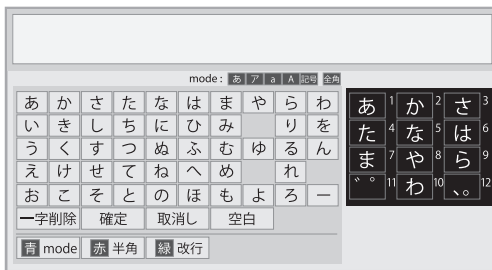 mode: あ ア a A 記号 全角
あ か さ た な は ま や ら わ
い き し ち に ひ み り を
う く す つ ぬ ふ む ゆ る ん
え け せ て ね へ め れ
お こ そ と の ほ も よ ろ ー
一字削除 確定 取消し 空白
青 mode 赤 半角 緑 改行
あ 1 か 2 さ 3
た 4 な 5 は 6
ま 7 や 8 ら 9
゛゜ 11 わ 10 、。 12